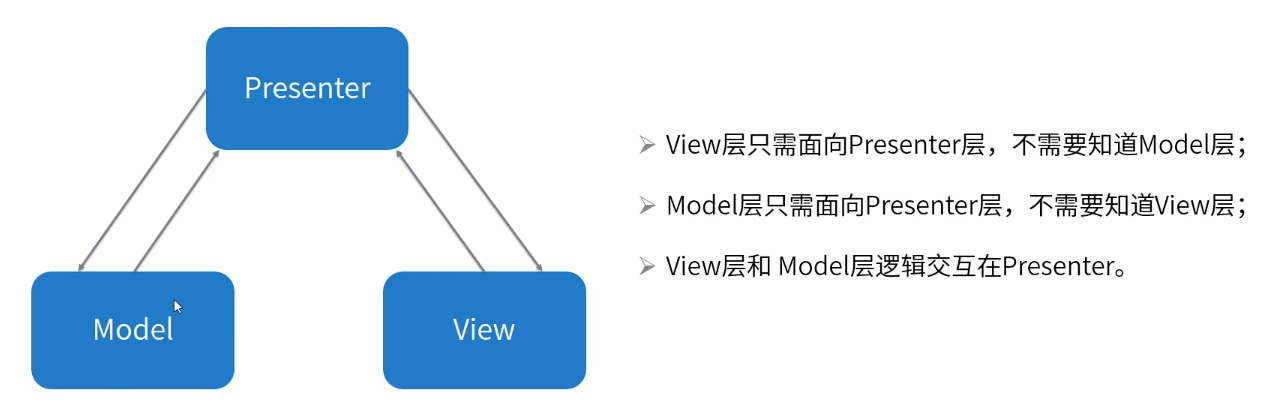 Presenter
Model
View
View层只需面向Presenter层，不需要知道Model层；
Model层只需面向Presenter层，不需要知道View层；
View层和 Model层逻辑交互在Presenter。